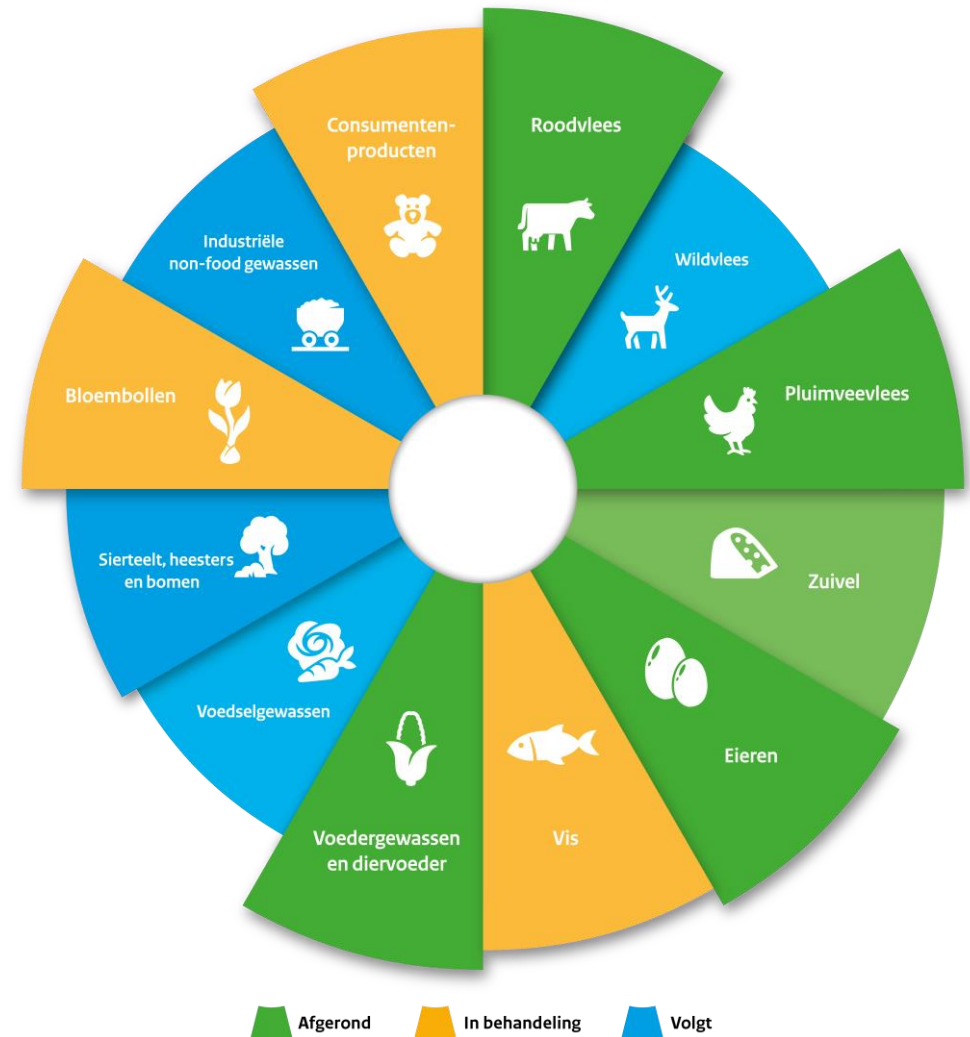 Consumenten-
producten
Roodvlees
Industriële
non-food gewassen
Wildvlees
Bloembollen
Pluimveevlees
Sierteelt, heesters
en bomen
Zuivel
Voedselgewassen
Eieren
Voedergewassen
en diervoeder
Vis
Afgerond
In behandeling
Volgt